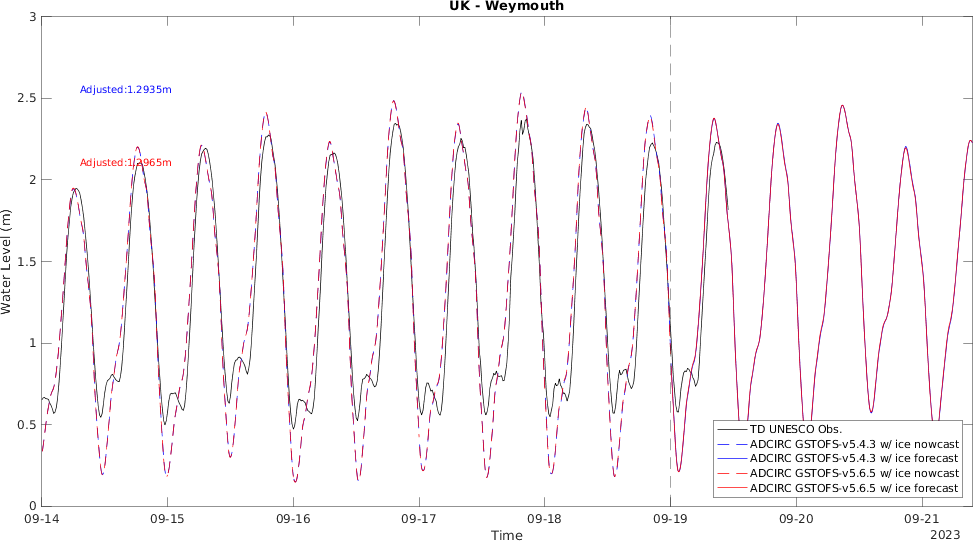 UK - Weymouth
3
2.5
2
1.5
1
0.5
0
Water Level (m)
Adjusted:1.2935m
Adjusted:1.2965m
TD UNESCO Obs.
ADCIRC GSTOFS-v5.4.3 w/ ice nowcast
ADCIRC GSTOFS-v5.4.3 w/ ice forecast
ADCIRC GSTOFS-v5.6.5 w/ ice nowcast
ADCIRC GSTOFS-v5.6.5 w/ ice forecast
09-14 09-15 09-16 09-17 09-18 09-19 09-20 09-21
Time
2023